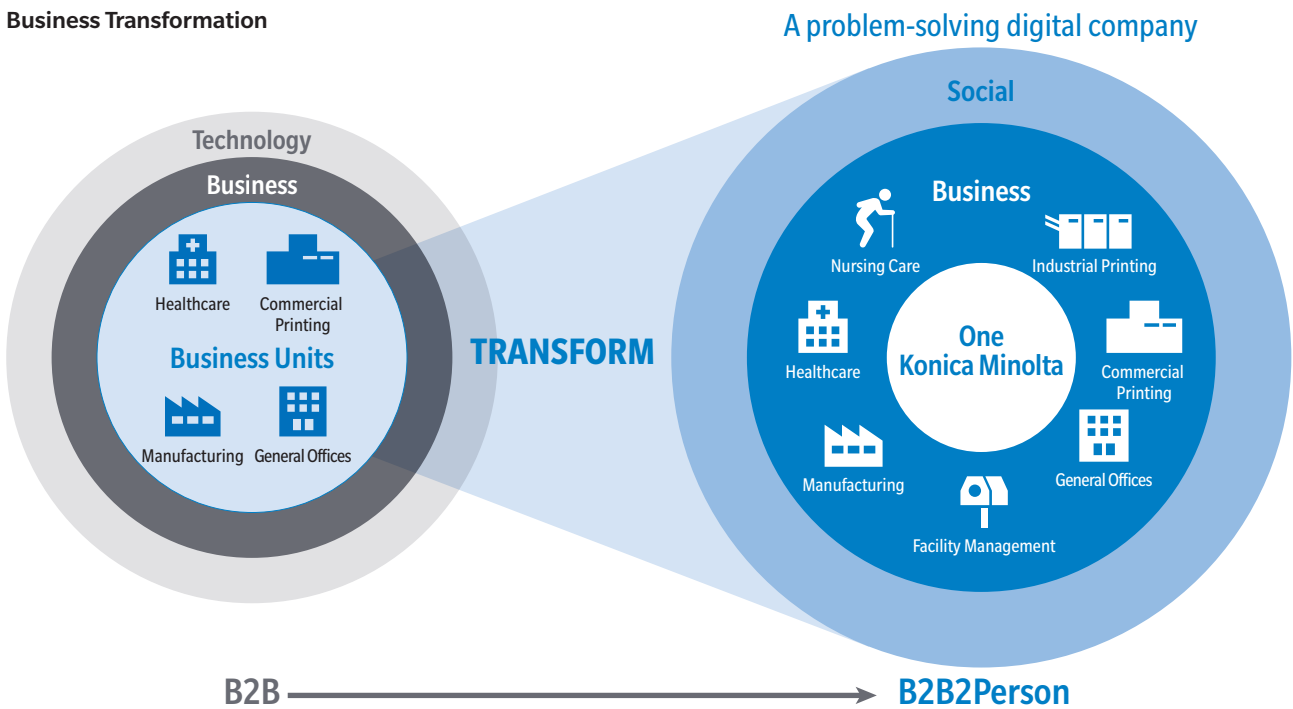 Business Transformation
A problem-solving digital company
Technology
Business
Healthcare
Commercial
Printing
Business Units
Manufacturing
General Offices
TRANSFORM
Social
Business
Nursing Care
Industrial Printing
Healthcare
One
Konica Minolta
Commercial
Printing
Manufacturing
General Offices
Facility Management
B2B
B2B2Person